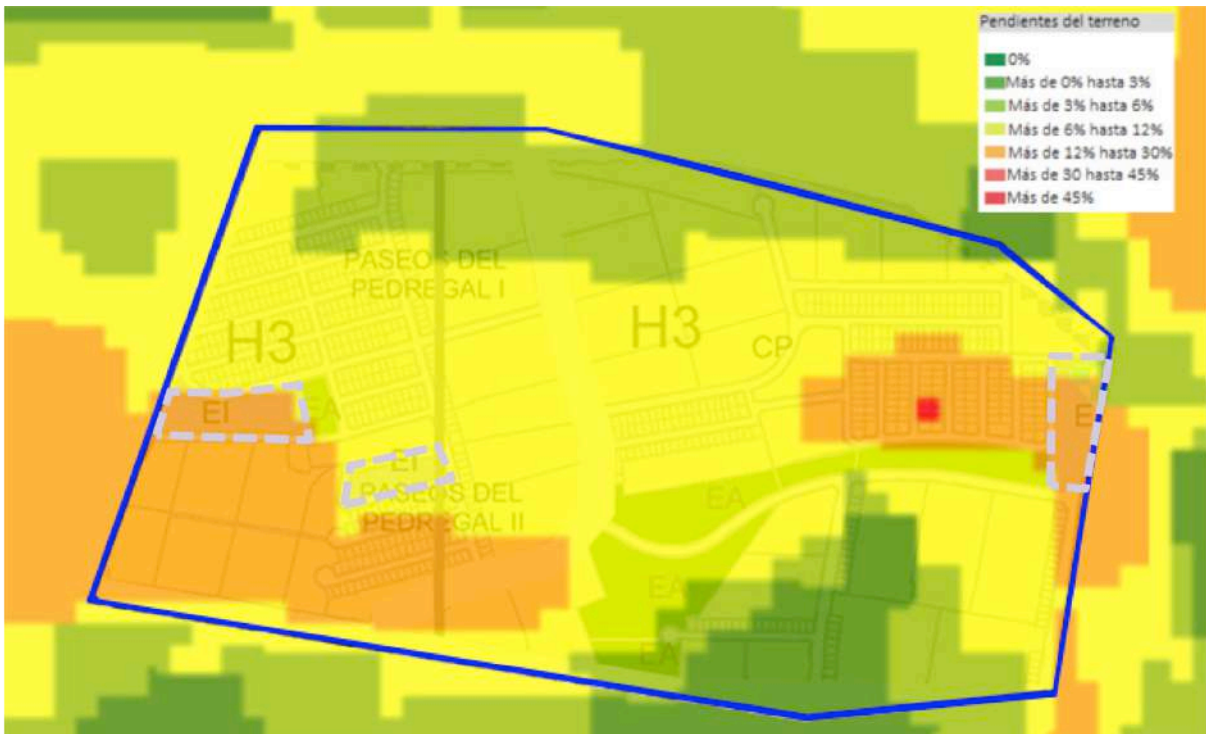 Pendientes del terreno
0%
Más de 0% hasta 3%
Más de 3% hasta 6%
Más de 6% hasta 12%
Más de 12% hasta 30%
Más de 30 hasta 45%
Más de 45%
PASEOS DEL
PEDREGAL I
H3
H3
CP
EI
EA
E
EI
PASEOS DEL
PEDREGAL II
EA
EA
EA